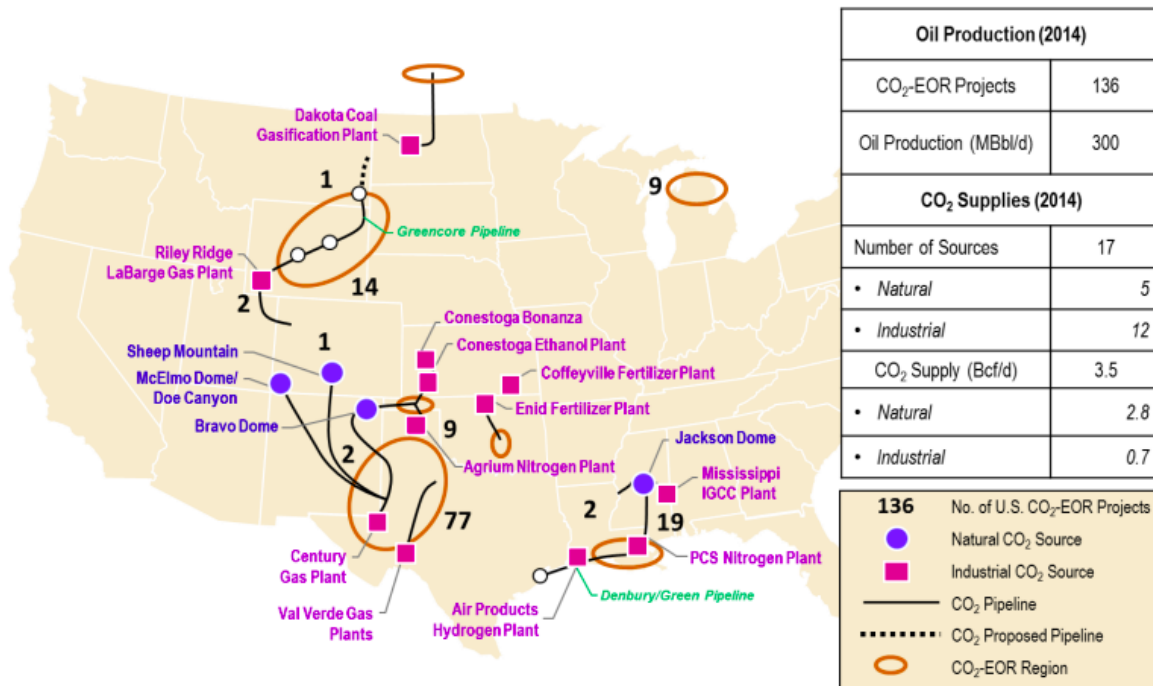 Dakota Coal
Gasification Plant
1
9
Greencore Pipeline
Riley Ridge
LaBarge Gas Plant
14
2
Conestoga Bonanza
Sheep Mountain
1
Conestoga Ethanol Plant
McElmo Dome/
Doe Canyon
Coffeyville Fertilizer Plant
Enid Fertilizer Plant
Bravo Dome
9
2
Agrium Nitrogen Plant
Jackson Dome
Mississippi
IGCC Plant
2
77
19
Century
Gas Plant
PCS Nitrogen Plant
Val Verde Gas
Plants
Air Products
Hydrogen Plant
Denbury/Green Pipeline
Oil Production (2014)
CO₂-EOR Projects 136
Oil Production (MBbl/d) 300
CO₂ Supplies (2014)
Number of Sources 17
• Natural 5
• Industrial 12
CO₂ Supply (Bcf/d) 3.5
• Natural 2.8
• Industrial 0.7
136 No. of U.S. CO₂-EOR Projects
Natural CO₂ Source
Industrial CO₂ Source
CO₂ Pipeline
CO₂ Proposed Pipeline
CO₂-EOR Region